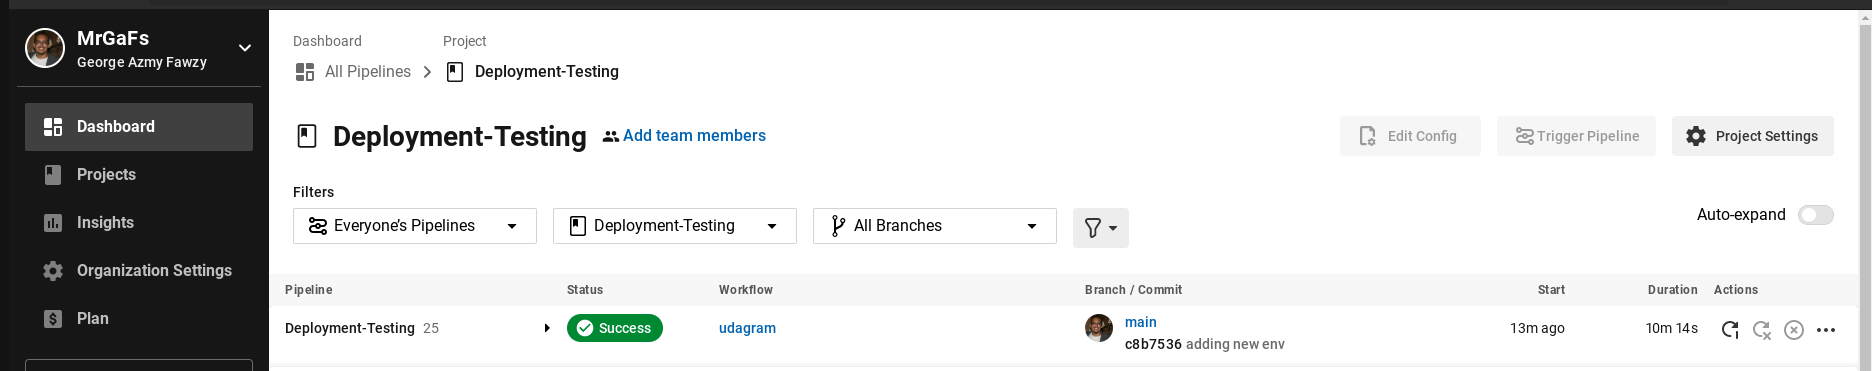 MrGaFs
George Azmy Fawzy
Dashboard
Projects
Insights
Organization Settings
Plan
Dashboard Project
All Pipelines Deployment-Testing
Deployment-Testing Add team members
Edit Config Trigger Pipeline Project Settings
Filters
Everyone’s Pipelines Deployment-Testing All Branches
Auto-expand
Pipeline Status Workflow Branch / Commit Start Duration Actions
Deployment-Testing 25 Success udagram main 13m ago 10m 14s
c8b7536 adding new env